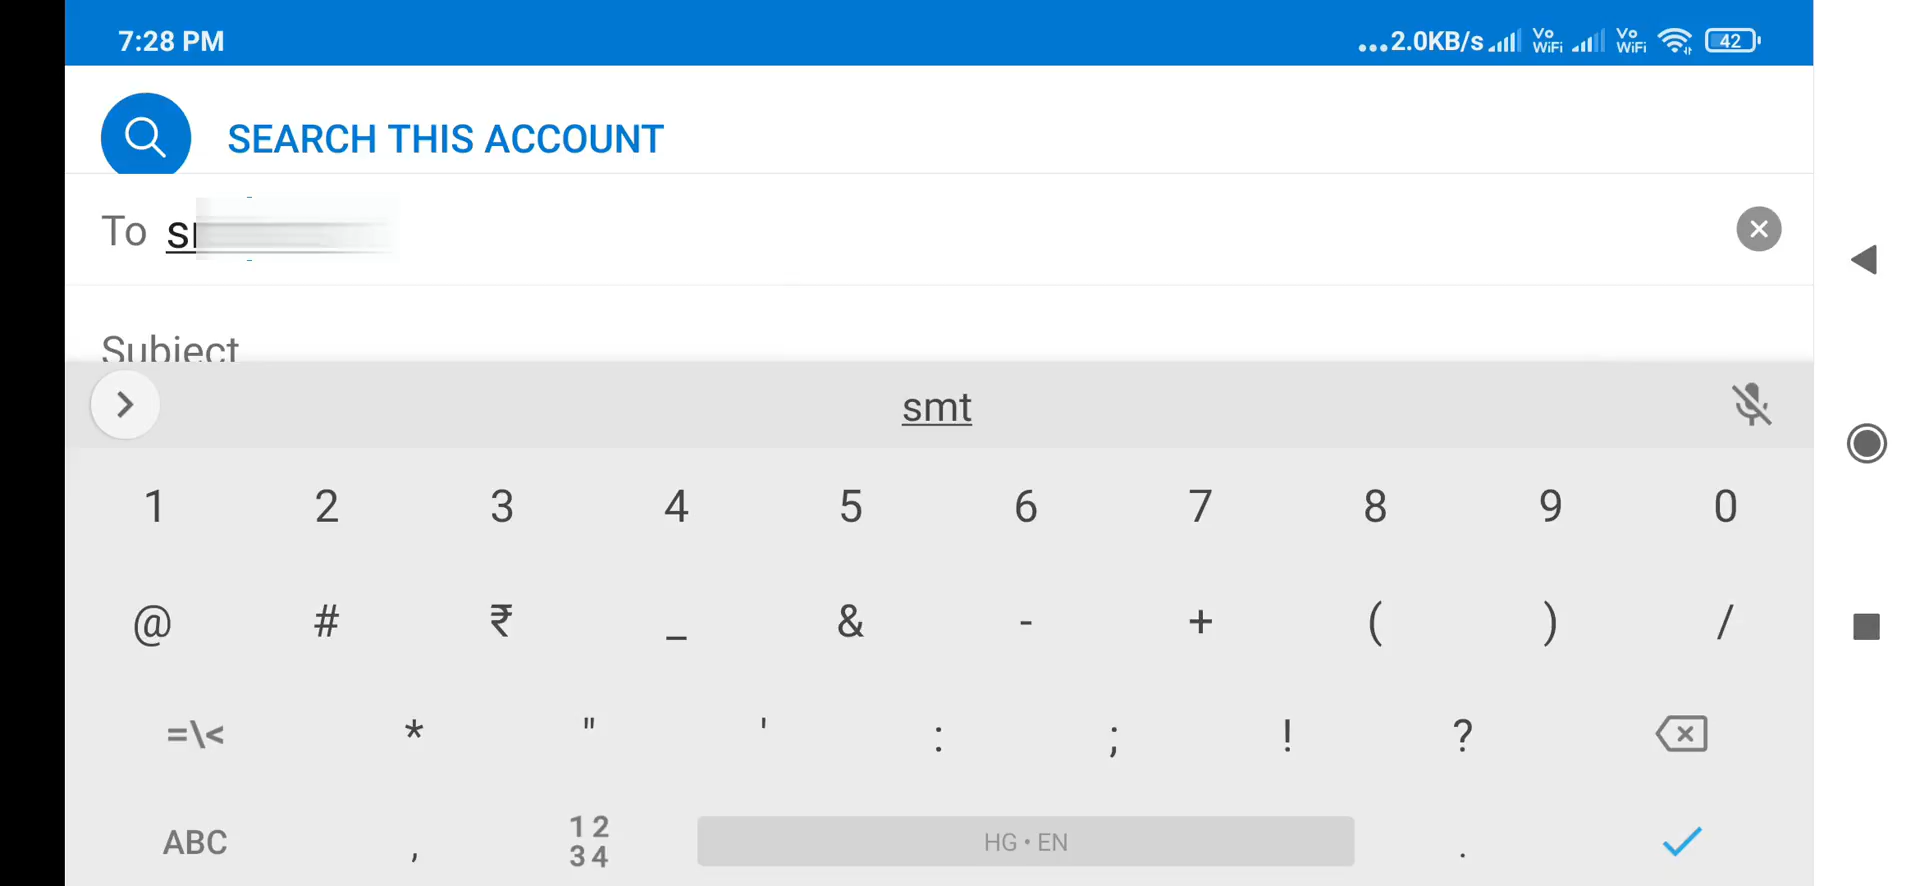 7:28 PM ...2.0KB/s Vo WiFi Vo WiFi 42
SEARCH THIS ACCOUNT
To
Subject
smt
1 2 3 4 5 6 7 8 9 0
@ # ₹ _ & - + ( ) /
=\< * " ' : ; ! ?
ABC , 12 34 HG • EN .